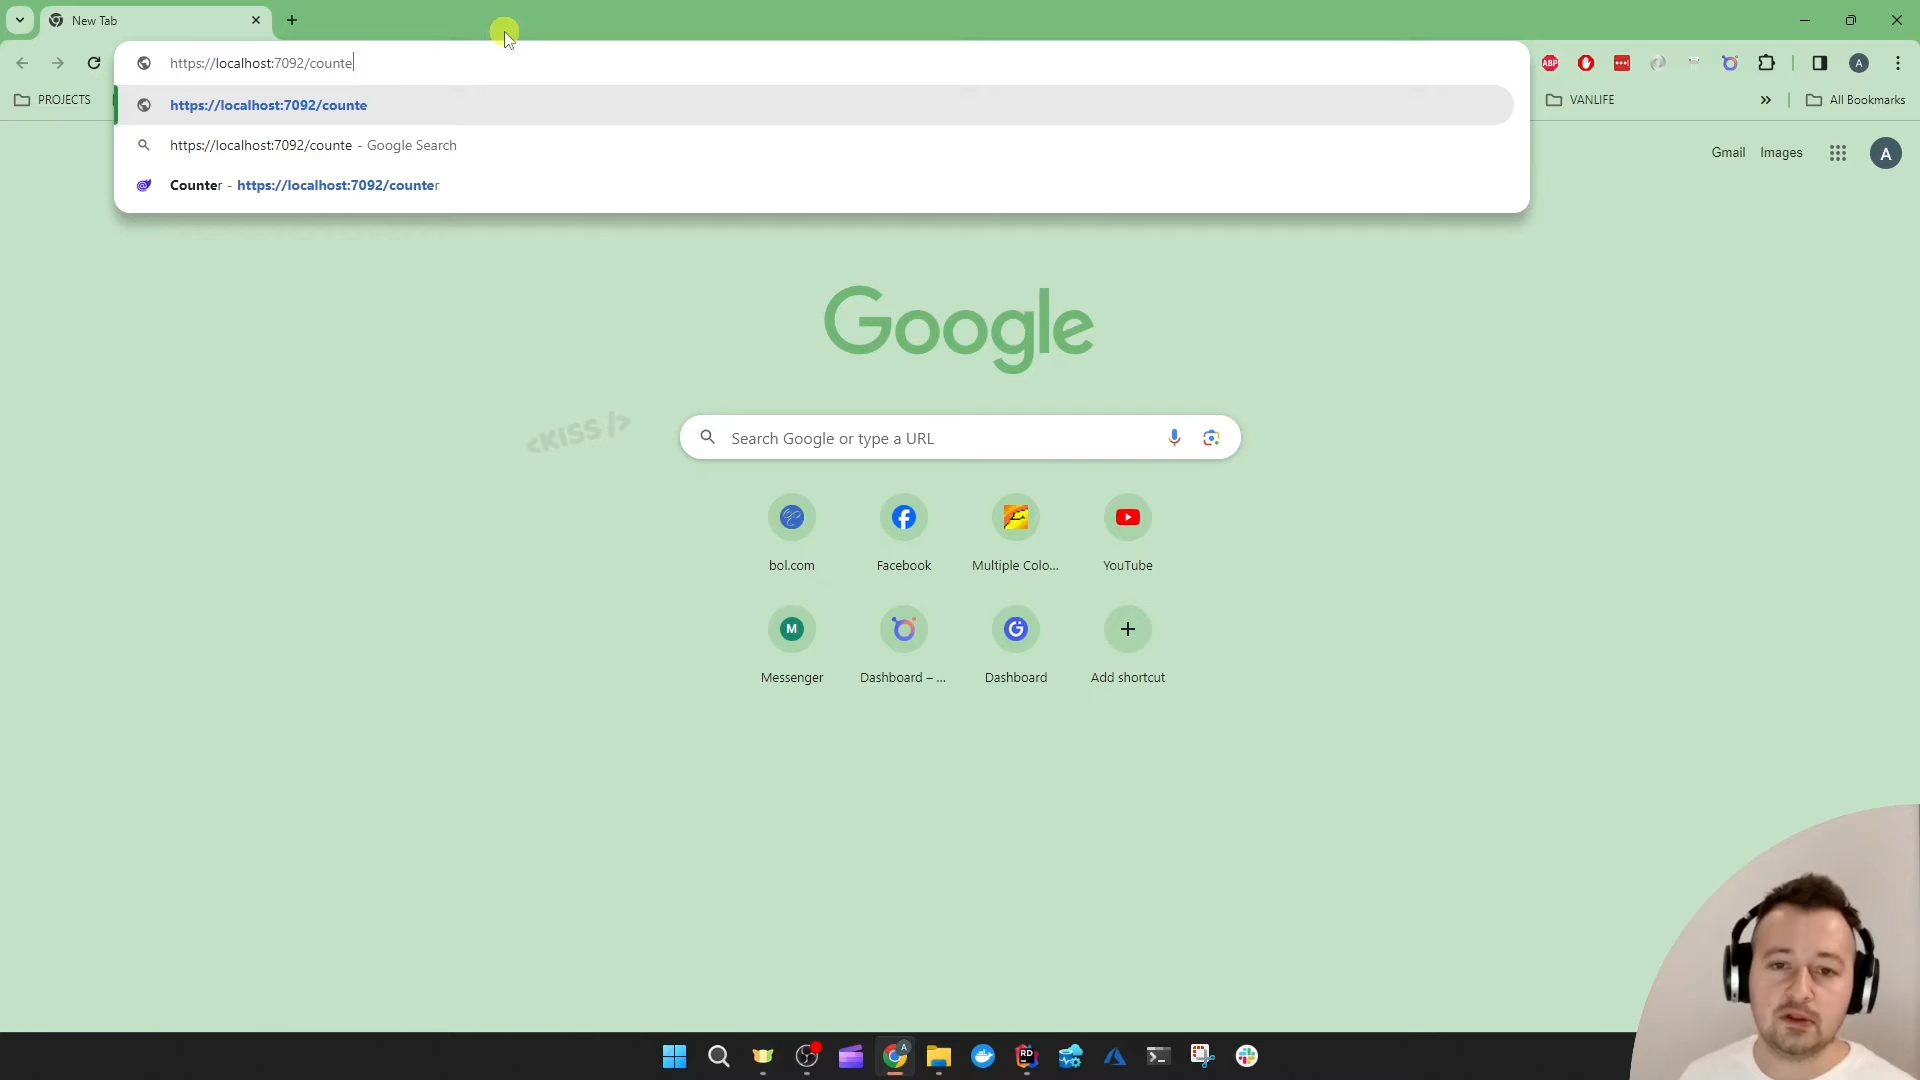 New Tab
https://localhost:7092/counte
https://localhost:7092/counte
https://localhost:7092/counte - Google Search
Counter - https://localhost:7092/counter
ABP
A
PROJECTS
VANLIFE
All Bookmarks
Gmail Images
A
Google
<KISS />
Search Google or type a URL
bol.com Facebook Multiple Colo... YouTube
M
Messenger Dashboard – ... Dashboard Add shortcut
A
RD